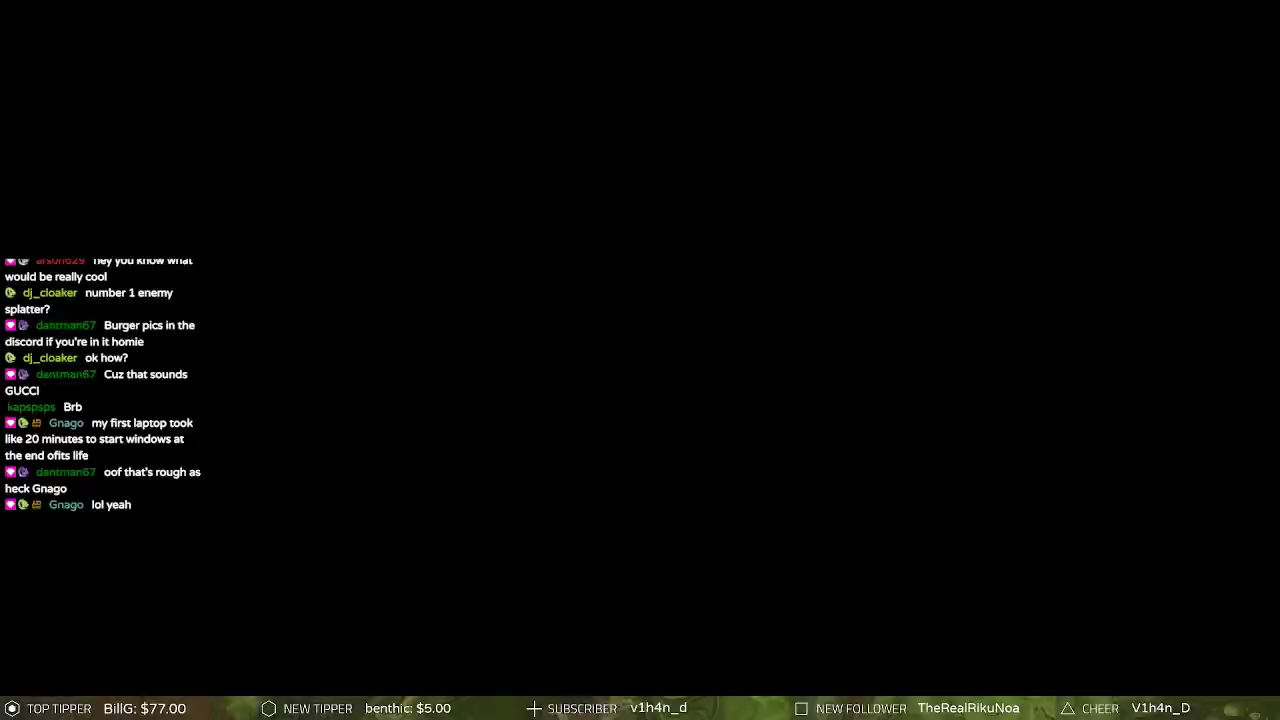 arson629 hey you know what
would be really cool
dj_cloaker number 1 enemy
splatter?
dantman67 Burger pics in the
discord if you're in it homie
dj_cloaker ok how?
dantman67 Cuz that sounds
GUCCI
kapspsps Brb
Gnago my first laptop took
like 20 minutes to start windows at
the end ofits life
dantman67 oof that's rough as
heck Gnago
Gnago lol yeah
TOP TIPPER BillG: $77.00 NEW TIPPER benthic: $5.00 SUBSCRIBER v1h4n_d NEW FOLLOWER TheRealRikuNoa CHEER V1h4n_D